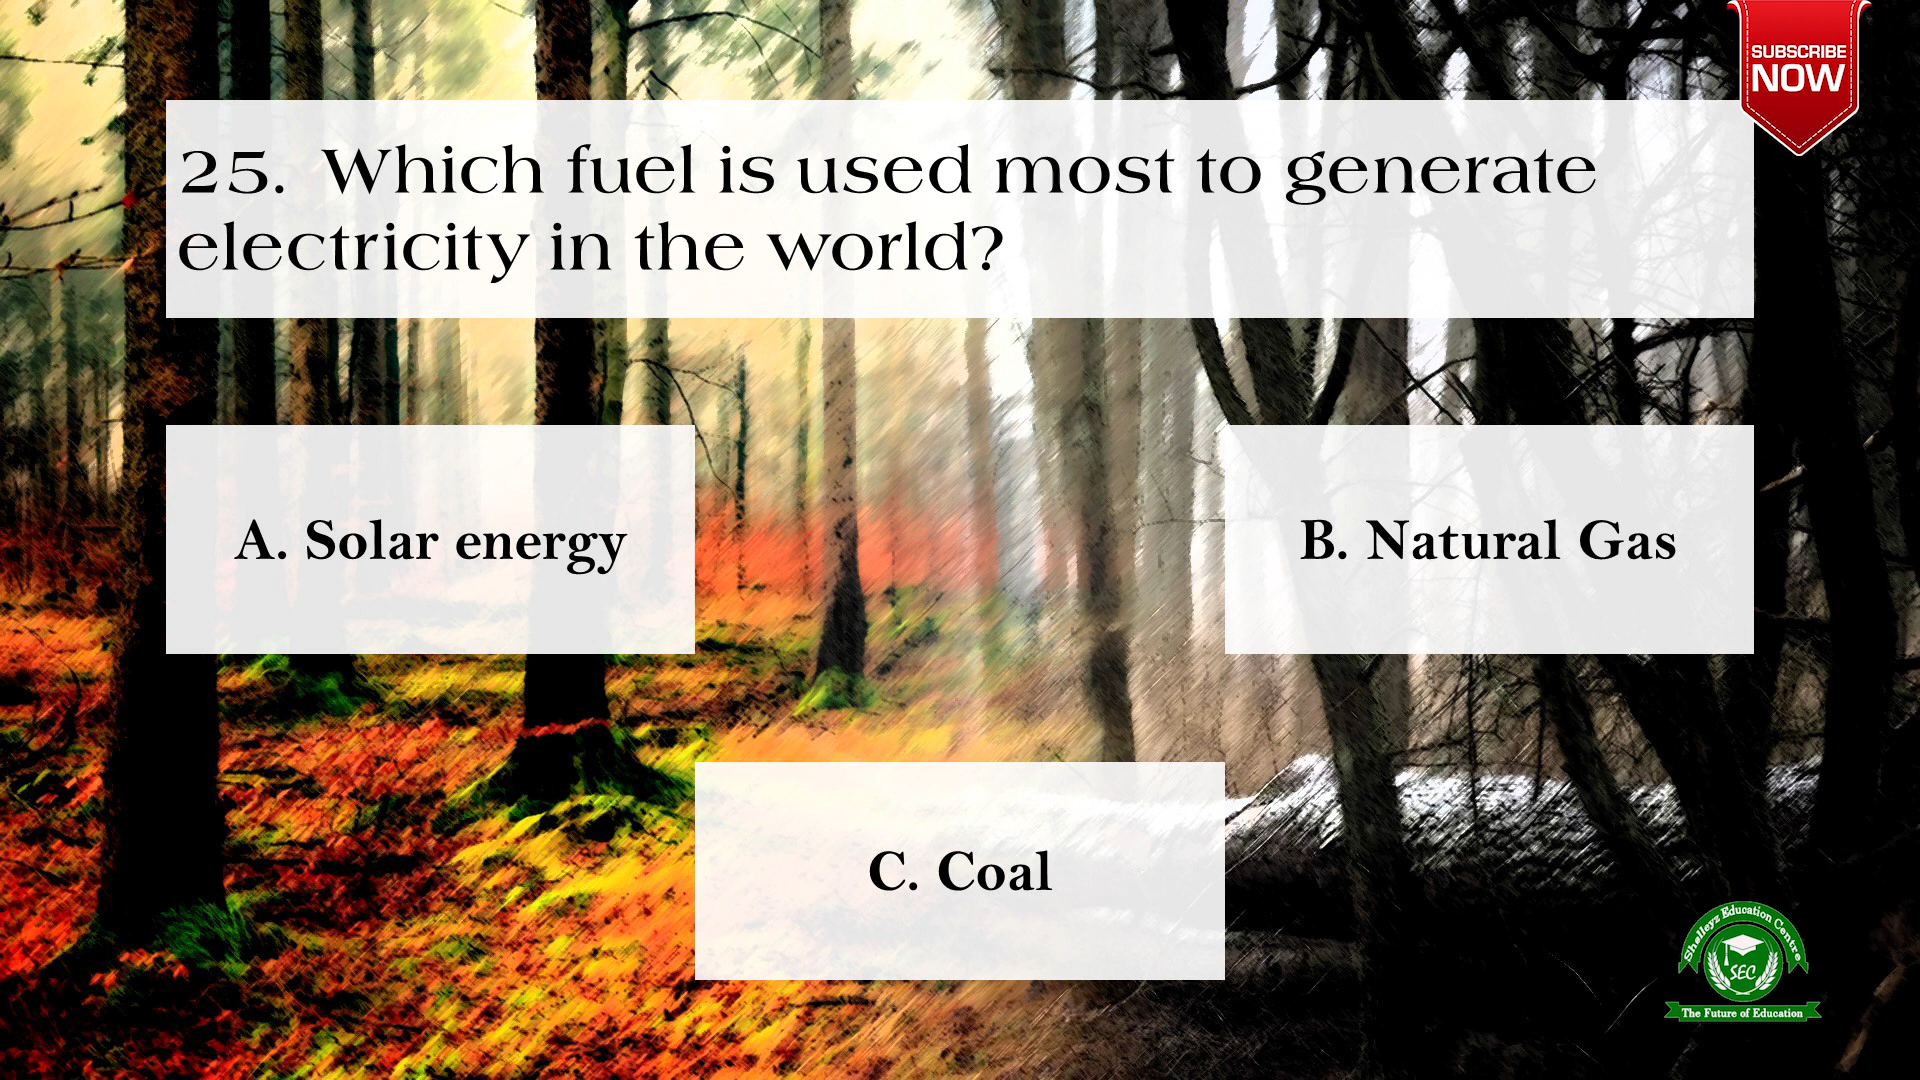 SUBSCRIBE
NOW
25. Which fuel is used most to generate
electricity in the world?
A. Solar energy
B. Natural Gas
C. Coal
Shelleyz Education Centre
SEC
The Future of Education